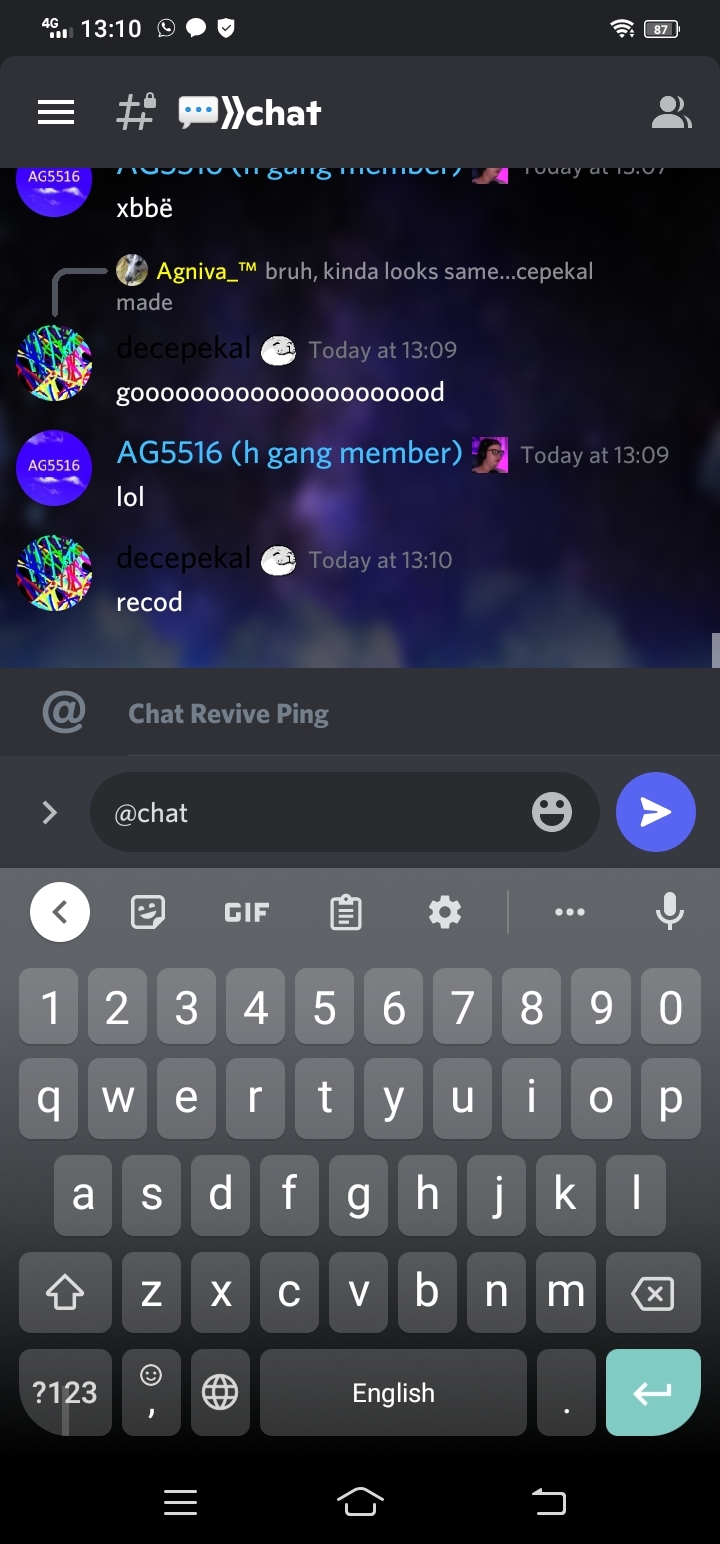 4G 13:10 87
# 💬⟫chat
AG5516 AG5516 (h gang member) Today at 13:07
xbbë
Agniva_™ bruh, kinda looks same...cepekal
made
decepekal Today at 13:09
gooooooooooooooooooood
AG5516 (h gang member) Today at 13:09
AG5516
lol
decepekal Today at 13:10
recod
@ Chat Revive Ping
@chat
GIF
1 2 3 4 5 6 7 8 9 0
q w e r t y u i o p
a s d f g h j k l
z x c v b n m
?123 , English .